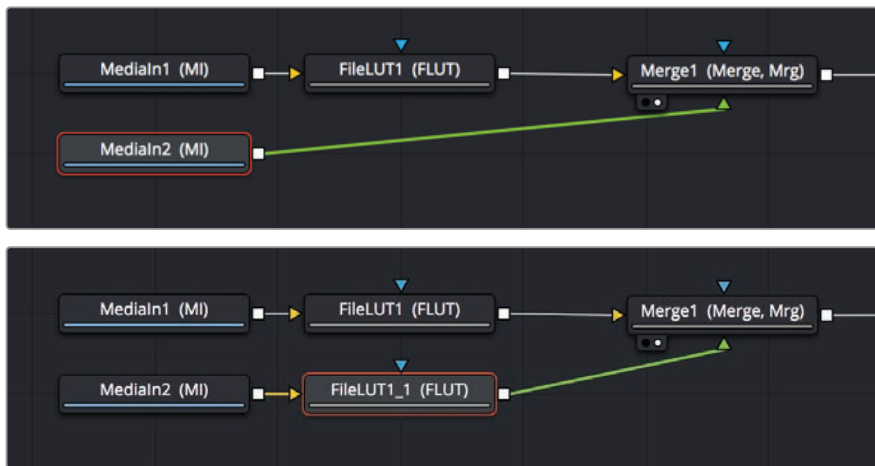 MediaIn1 (MI)
FileLUT1 (FLUT)
Merge1 (Merge, Mrg)
MediaIn2 (MI)
MediaIn1 (MI)
FileLUT1 (FLUT)
Merge1 (Merge, Mrg)
MediaIn2 (MI)
FileLUT1_1 (FLUT)